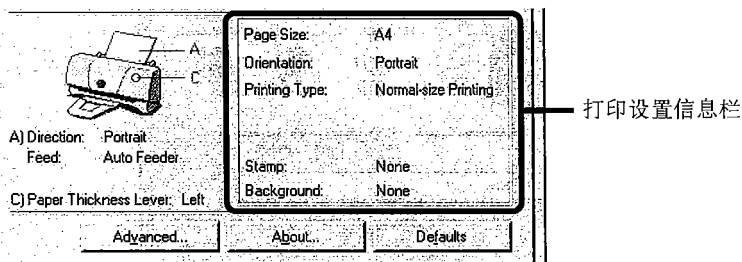 A
C
A) Direction: Portrait
Feed: Auto Feeder
C) Paper Thickness Lever: Left
Page Size: A4
Orientation: Portrait
Printing Type: Normal-size Printing
Stamp: None
Background: None
打印设置信息栏
Advanced... About... Defaults